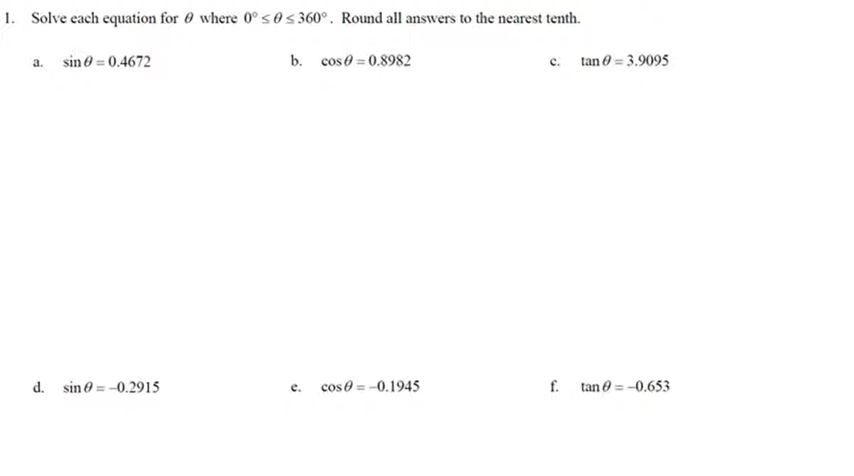 1. Solve each equation for θ where 0° ≤ θ ≤ 360°. Round all answers to the nearest tenth.
a. sin θ = 0.4672 b. cos θ = 0.8982 c. tan θ = 3.9095
d. sin θ = –0.2915 e. cos θ = –0.1945 f. tan θ = –0.653